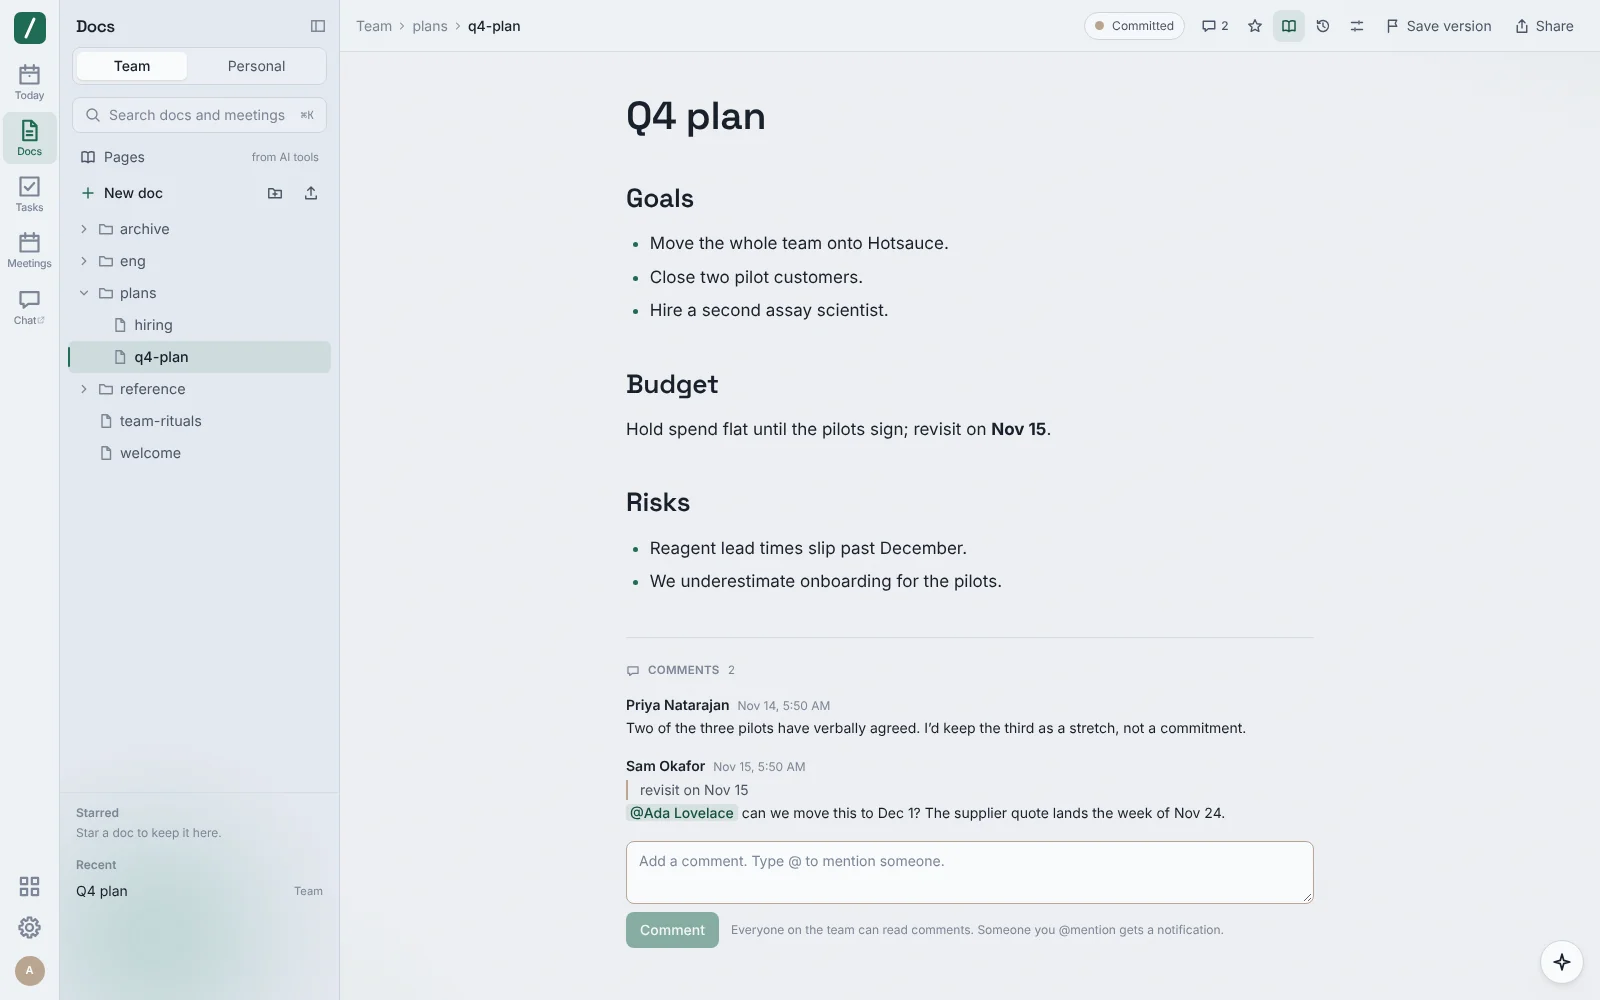 Today
Docs
Tasks
Meetings
Chat
A
Docs
Team Personal
Search docs and meetings ⌘K
Pages from AI tools
+ New doc
archive
eng
plans
hiring
q4-plan
reference
team-rituals
welcome
Starred
Star a doc to keep it here.
Recent
Q4 plan Team
Team › plans › q4-plan
Committed 2 Save version Share
Q4 plan
Goals
• Move the whole team onto Hotsauce.
• Close two pilot customers.
• Hire a second assay scientist.
Budget
Hold spend flat until the pilots sign; revisit on Nov 15.
Risks
• Reagent lead times slip past December.
• We underestimate onboarding for the pilots.
COMMENTS 2
Priya Natarajan Nov 14, 5:50 AM
Two of the three pilots have verbally agreed. I’d keep the third as a stretch, not a commitment.
Sam Okafor Nov 15, 5:50 AM
revisit on Nov 15
@Ada Lovelace can we move this to Dec 1? The supplier quote lands the week of Nov 24.
Add a comment. Type @ to mention someone.
Comment Everyone on the team can read comments. Someone you @mention gets a notification.